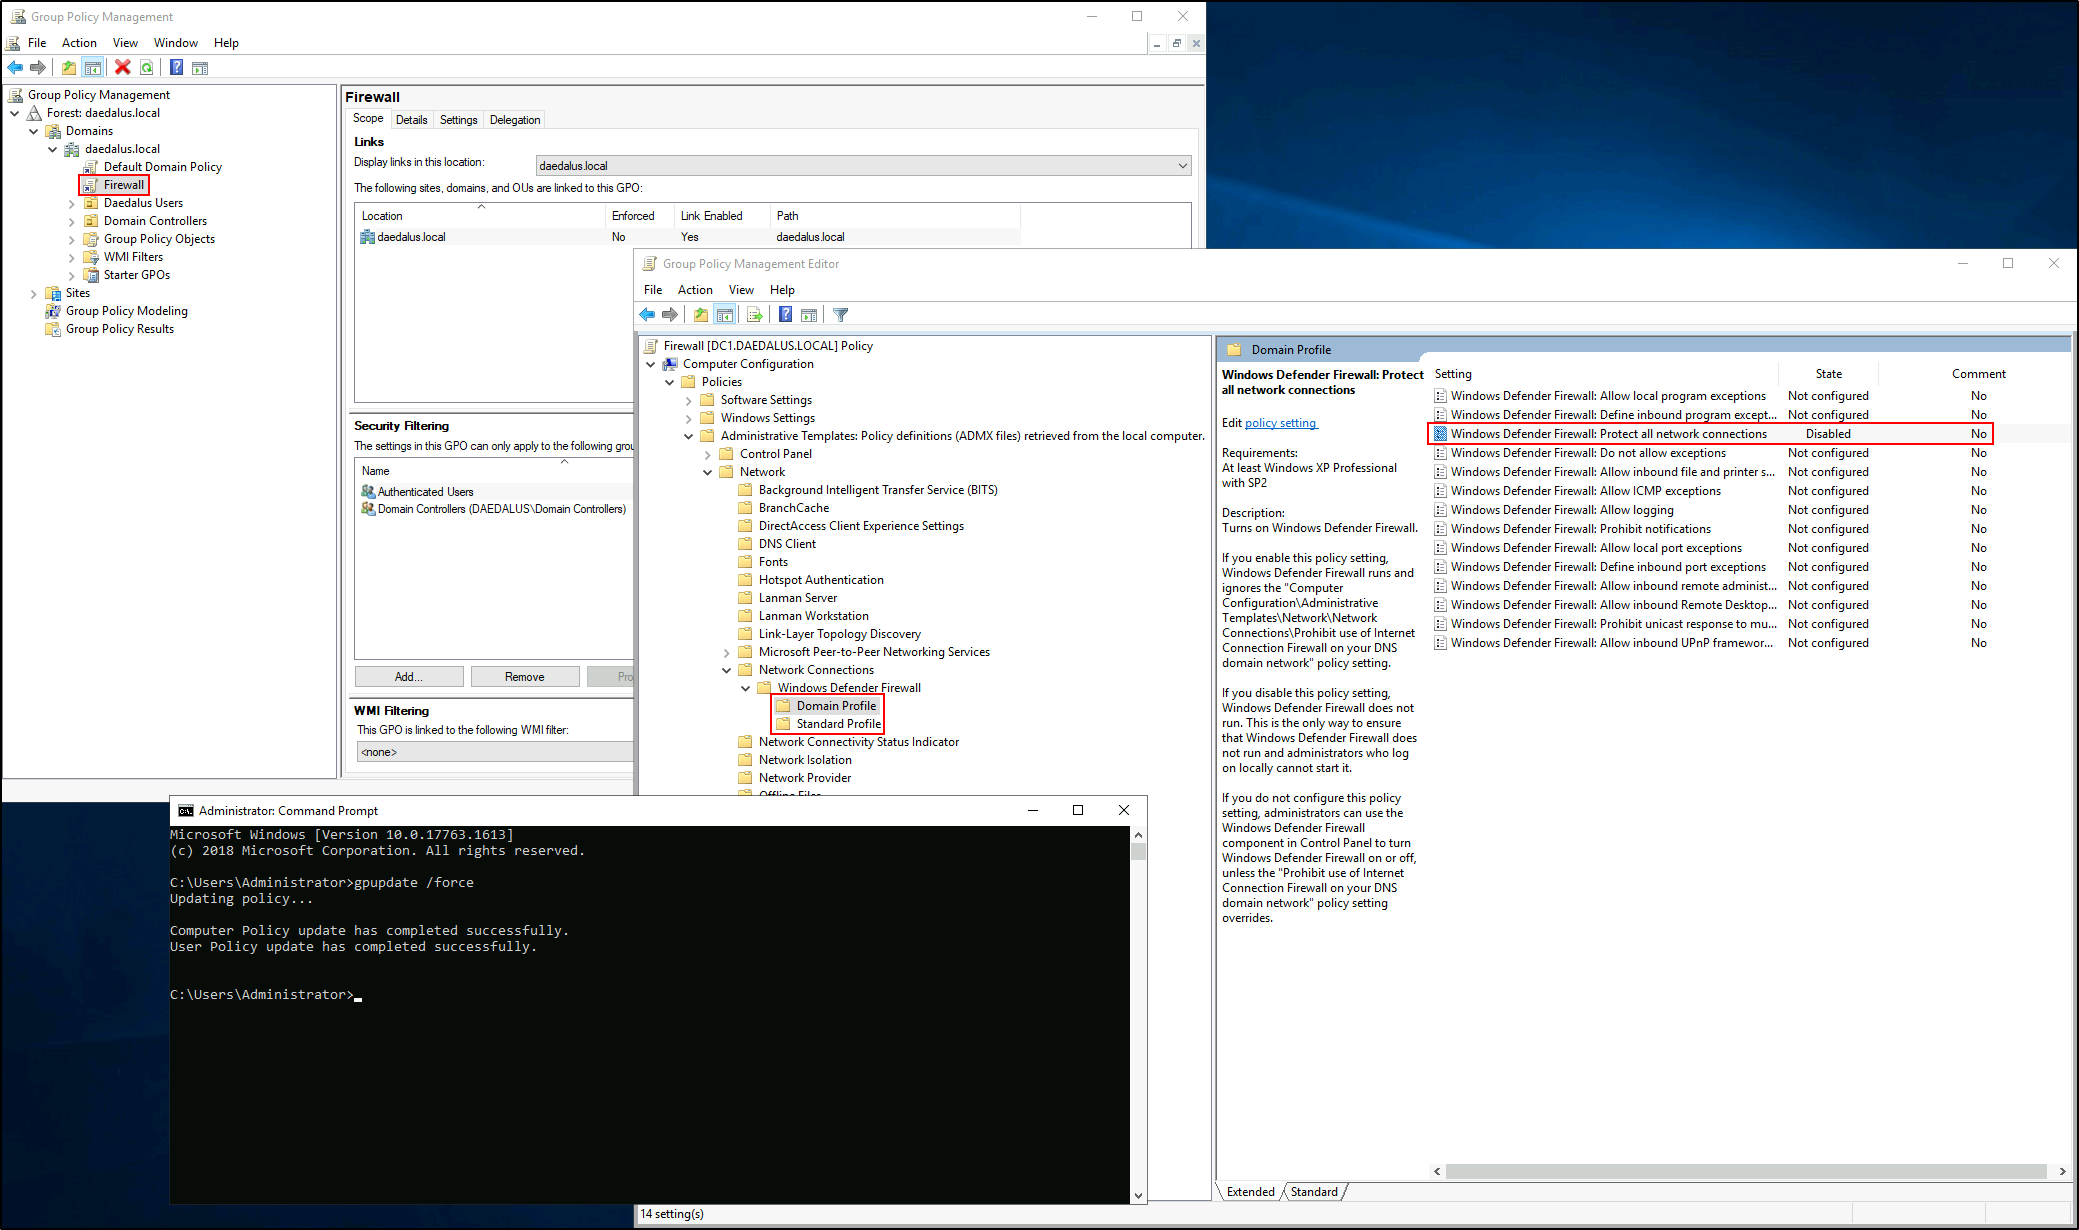 Group Policy Management
File Action View Window Help
Group Policy Management
Forest: daedalus.local
Domains
daedalus.local
Default Domain Policy
Firewall
Daedalus Users
Domain Controllers
Group Policy Objects
WMI Filters
Starter GPOs
Sites
Group Policy Modeling
Group Policy Results
Firewall
Scope Details Settings Delegation
Links
Display links in this location: daedalus.local
The following sites, domains, and OUs are linked to this GPO:
Location Enforced Link Enabled Path
daedalus.local No Yes daedalus.local
Security Filtering
The settings in this GPO can only apply to the following grou
Name
Authenticated Users
Domain Controllers (DAEDALUS\Domain Controllers)
Add... Remove Pro
WMI Filtering
This GPO is linked to the following WMI filter:
<none>
Group Policy Management Editor
File Action View Help
Firewall [DC1.DAEDALUS.LOCAL] Policy
Computer Configuration
Policies
Software Settings
Windows Settings
Administrative Templates: Policy definitions (ADMX files) retrieved from the local computer.
Control Panel
Network
Background Intelligent Transfer Service (BITS)
BranchCache
DirectAccess Client Experience Settings
DNS Client
Fonts
Hotspot Authentication
Lanman Server
Lanman Workstation
Link-Layer Topology Discovery
Microsoft Peer-to-Peer Networking Services
Network Connections
Windows Defender Firewall
Domain Profile
Standard Profile
Network Connectivity Status Indicator
Network Isolation
Network Provider
Offline Files
Domain Profile
Windows Defender Firewall: Protect
all network connections
Edit policy setting
Requirements:
At least Windows XP Professional
with SP2
Description:
Turns on Windows Defender Firewall.
If you enable this policy setting,
Windows Defender Firewall runs and
ignores the "Computer
Configuration\Administrative
Templates\Network\Network
Connections\Prohibit use of Internet
Connection Firewall on your DNS
domain network" policy setting.
If you disable this policy setting,
Windows Defender Firewall does not
run. This is the only way to ensure
that Windows Defender Firewall does
not run and administrators who log
on locally cannot start it.
If you do not configure this policy
setting, administrators can use the
Windows Defender Firewall
component in Control Panel to turn
Windows Defender Firewall on or off,
unless the "Prohibit use of Internet
Connection Firewall on your DNS
domain network" policy setting
overrides.
Setting State Comment
Windows Defender Firewall: Allow local program exceptions Not configured No
Windows Defender Firewall: Define inbound program except... Not configured No
Windows Defender Firewall: Protect all network connections Disabled No
Windows Defender Firewall: Do not allow exceptions Not configured No
Windows Defender Firewall: Allow inbound file and printer s... Not configured No
Windows Defender Firewall: Allow ICMP exceptions Not configured No
Windows Defender Firewall: Allow logging Not configured No
Windows Defender Firewall: Prohibit notifications Not configured No
Windows Defender Firewall: Allow local port exceptions Not configured No
Windows Defender Firewall: Define inbound port exceptions Not configured No
Windows Defender Firewall: Allow inbound remote administ... Not configured No
Windows Defender Firewall: Allow inbound Remote Desktop... Not configured No
Windows Defender Firewall: Prohibit unicast response to mu... Not configured No
Windows Defender Firewall: Allow inbound UPnP framewor... Not configured No
Extended Standard
14 setting(s)
Administrator: Command Prompt
Microsoft Windows [Version 10.0.17763.1613]
(c) 2018 Microsoft Corporation. All rights reserved.
C:\Users\Administrator>gpupdate /force
Updating policy...
Computer Policy update has completed successfully.
User Policy update has completed successfully.
C:\Users\Administrator>